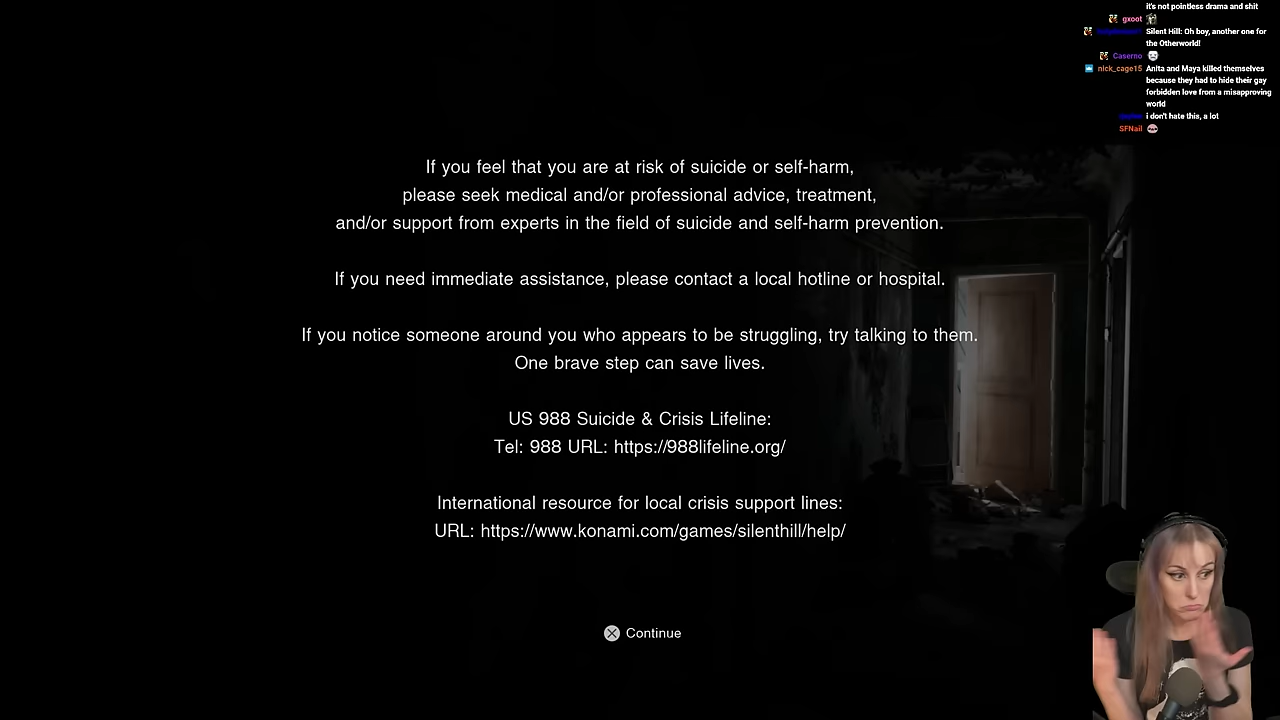 it's not pointless drama and shit
gxoot
Silent Hill: Oh boy, another one for
the Otherworld!
Caserno
nick_cage15 Anita and Maya killed themselves
because they had to hide their gay
forbidden love from a misapproving
world
i don't hate this, a lot
SFNail
If you feel that you are at risk of suicide or self-harm,
please seek medical and/or professional advice, treatment,
and/or support from experts in the field of suicide and self-harm prevention.
If you need immediate assistance, please contact a local hotline or hospital.
If you notice someone around you who appears to be struggling, try talking to them.
One brave step can save lives.
US 988 Suicide & Crisis Lifeline:
Tel: 988 URL: https://988lifeline.org/
International resource for local crisis support lines:
URL: https://www.konami.com/games/silenthill/help/
Continue